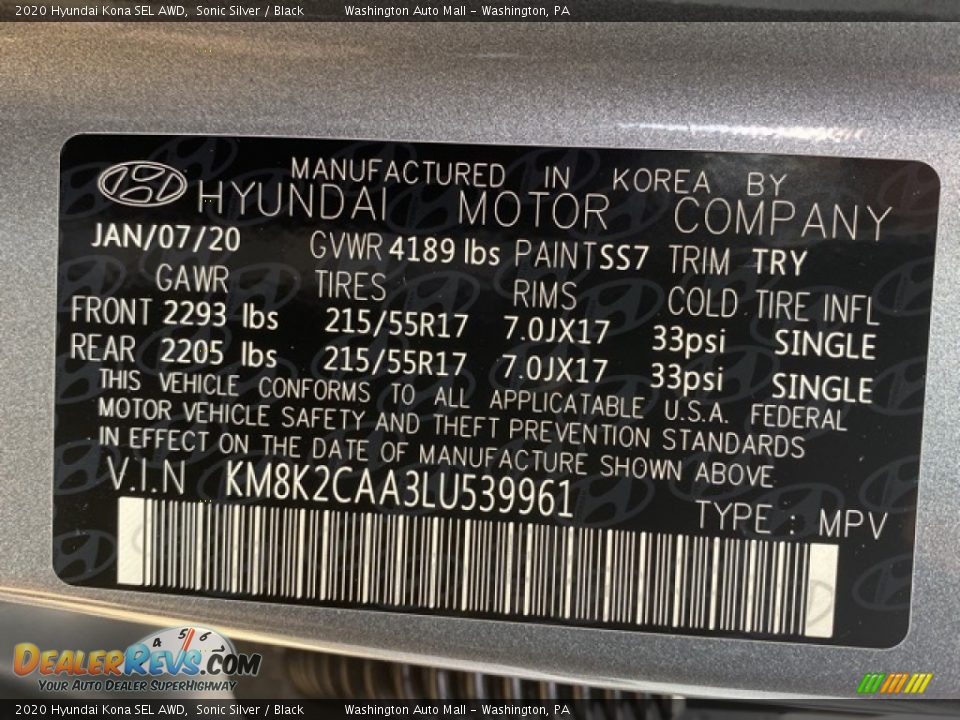 2020 Hyundai Kona SEL AWD, Sonic Silver / Black Washington Auto Mall - Washington, PA
MANUFACTURED IN KOREA BY
HYUNDAI MOTOR COMPANY
JAN/07/20 GVWR 4189 lbs PAINT SS7 TRIM TRY
GAWR TIRES RIMS COLD TIRE INFL
FRONT 2293 lbs 215/55R17 7.0JX17 33psi SINGLE
REAR 2205 lbs 215/55R17 7.0JX17 33psi SINGLE
THIS VEHICLE CONFORMS TO ALL APPLICATABLE U.S.A. FEDERAL
MOTOR VEHICLE SAFETY AND THEFT PREVENTION STANDARDS
IN EFFECT ON THE DATE OF MANUFACTURE SHOWN ABOVE
V.I.N KM8K2CAA3LU539961
TYPE : MPV
4 5 6
DEALERREVS.COM
YOUR AUTO DEALER SUPERHIGHWAY
2020 Hyundai Kona SEL AWD, Sonic Silver / Black Washington Auto Mall - Washington, PA